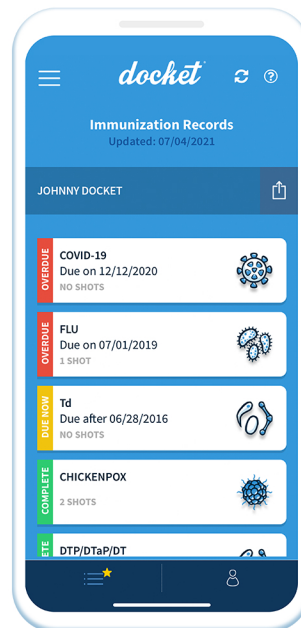 docket
?
Immunization Records
Updated: 07/04/2021
JOHNNY DOCKET
OVERDUE
COVID-19
Due on 12/12/2020
NO SHOTS
OVERDUE
FLU
Due on 07/01/2019
1 SHOT
DUE NOW
Td
Due after 06/28/2016
NO SHOTS
COMPLETE
CHICKENPOX
2 SHOTS
ETE
DTP/DTaP/DT